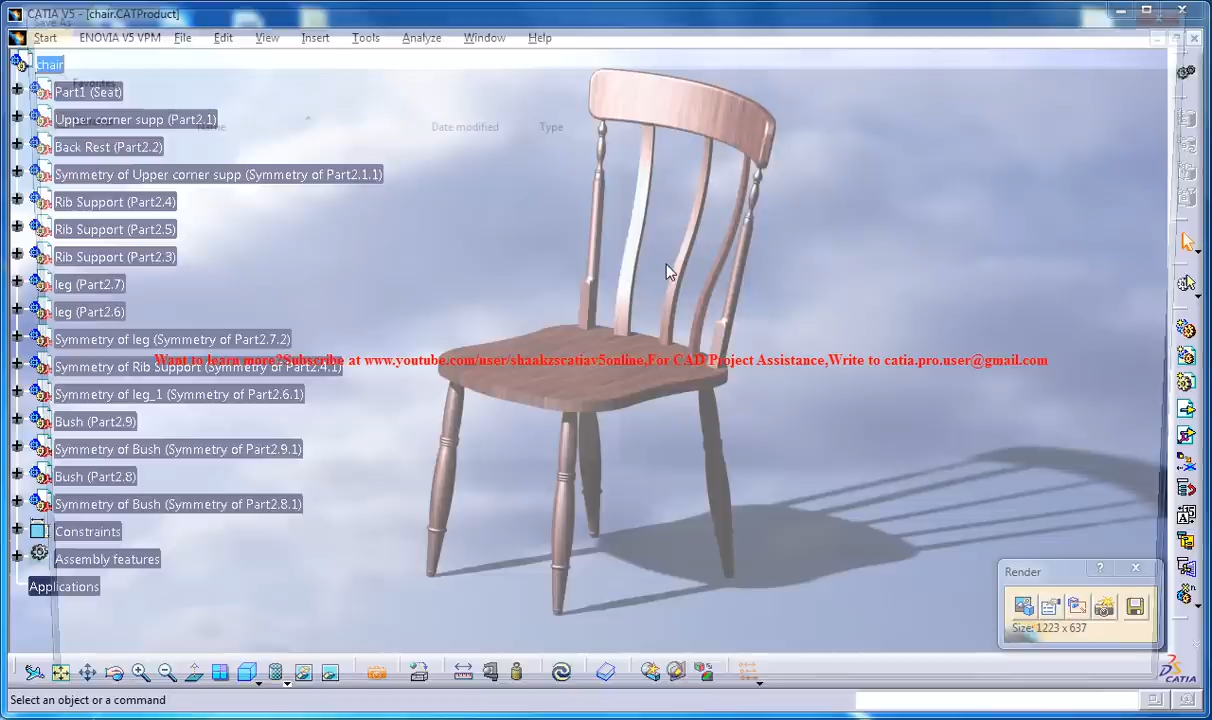 CATIA V5 - [chair.CATProduct]
Save As
Start ENOVIA V5 VPM File Edit View Insert Tools Analyze Window Help
chair
Favorites
Part1 (Seat)
Upper corner supp (Part2.1)
Name Date modified Type
Back Rest (Part2.2)
Symmetry of Upper corner supp (Symmetry of Part2.1.1)
Rib Support (Part2.4)
Rib Support (Part2.5)
Rib Support (Part2.3)
leg (Part2.7)
leg (Part2.6)
Symmetry of leg (Symmetry of Part2.7.2)
Want to learn more?Subscribe at www.youtube.com/user/shaakzscatiav5online,For CAD Project Assistance,Write to catia.pro.user@gmail.com
Symmetry of Rib Support (Symmetry of Part2.4.1)
Symmetry of leg_1 (Symmetry of Part2.6.1)
Bush (Part2.9)
Symmetry of Bush (Symmetry of Part2.9.1)
Bush (Part2.8)
Symmetry of Bush (Symmetry of Part2.8.1)
Constraints
Assembly features
Applications
Render
Size: 1223 x 637
CATIA
Select an object or a command